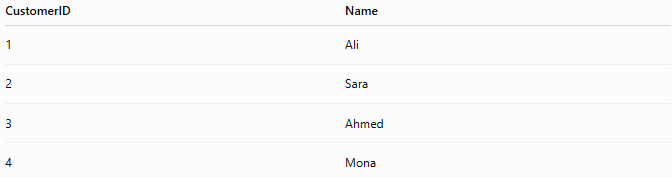 CustomerID Name
1 Ali
2 Sara
3 Ahmed
4 Mona